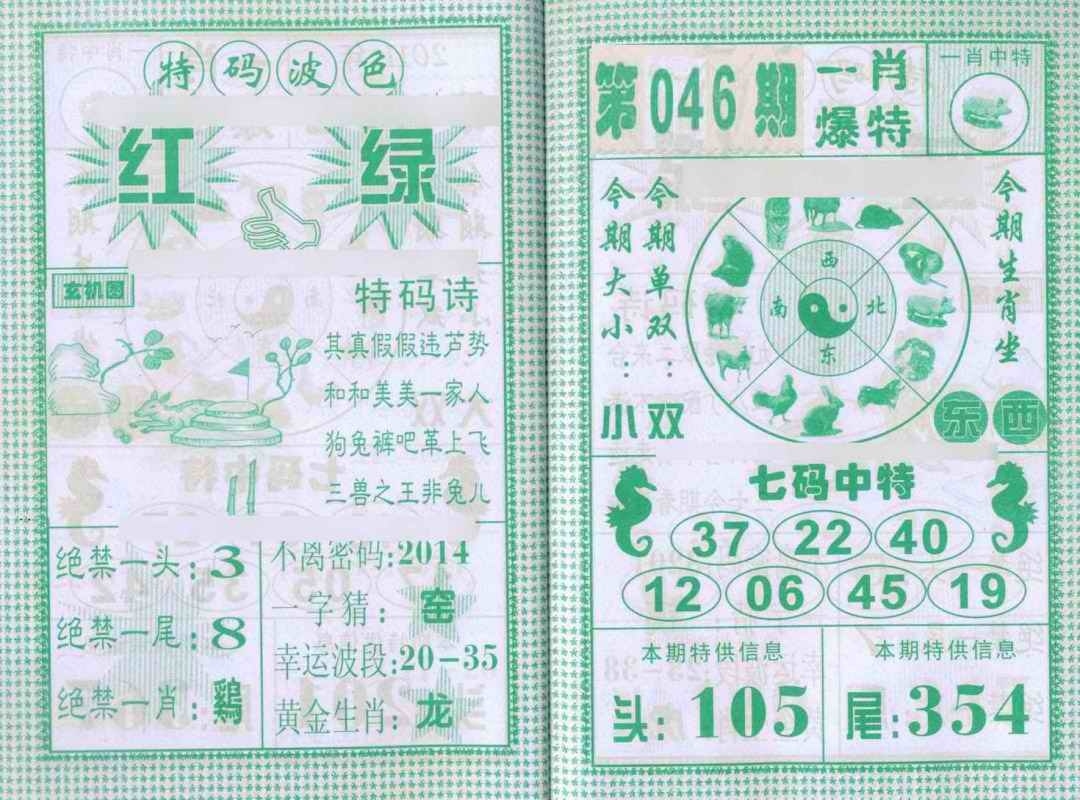 特码波色
红 绿
玄机图
特码诗
其真假假违芦势
和和美美一家人
狗兔裤吧革上飞
三兽之王非兔儿
绝禁一头:3
绝禁一尾:8
绝禁一肖:鷄
不离密码:2014
一字猜:窑
幸运波段:20-35
黄金生肖:龙
第046期
一肖
爆特
一肖中特
今期大小:小
今期单双:双
西
南 北
东
今期生肖坐
东西
七码中特
37 22 40
12 06 45 19
本期特供信息
头:105
本期特供信息
尾:354